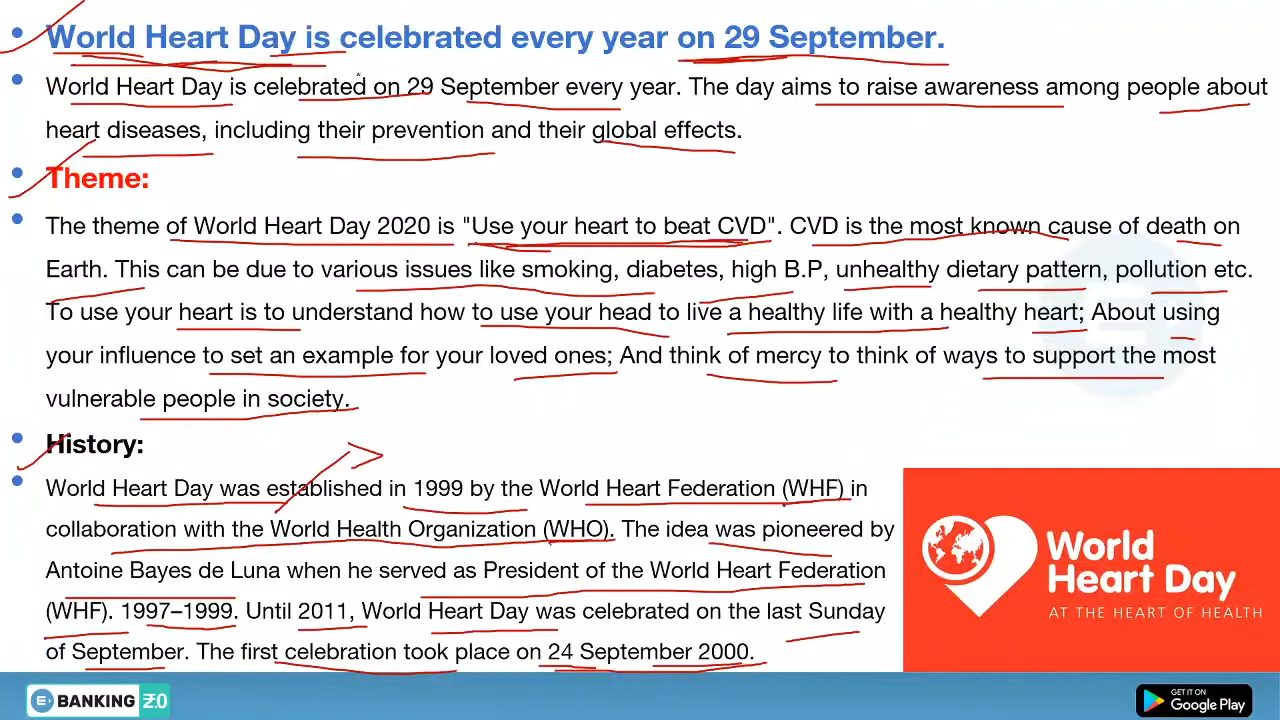 World Heart Day is celebrated every year on 29 September.
World Heart Day is celebrated on 29 September every year. The day aims to raise awareness among people about
heart diseases, including their prevention and their global effects.
Theme:
The theme of World Heart Day 2020 is "Use your heart to beat CVD". CVD is the most known cause of death on
Earth. This can be due to various issues like smoking, diabetes, high B.P, unhealthy dietary pattern, pollution etc.
To use your heart is to understand how to use your head to live a healthy life with a healthy heart; About using
your influence to set an example for your loved ones; And think of mercy to think of ways to support the most
vulnerable people in society.
History:
World Heart Day was established in 1999 by the World Heart Federation (WHF) in
collaboration with the World Health Organization (WHO). The idea was pioneered by
Antoine Bayes de Luna when he served as President of the World Heart Federation
(WHF). 1997–1999. Until 2011, World Heart Day was celebrated on the last Sunday
of September. The first celebration took place on 24 September 2000.
World
Heart Day
AT THE HEART OF HEALTH
E BANKING ₹.0
GET IT ON
Google Play